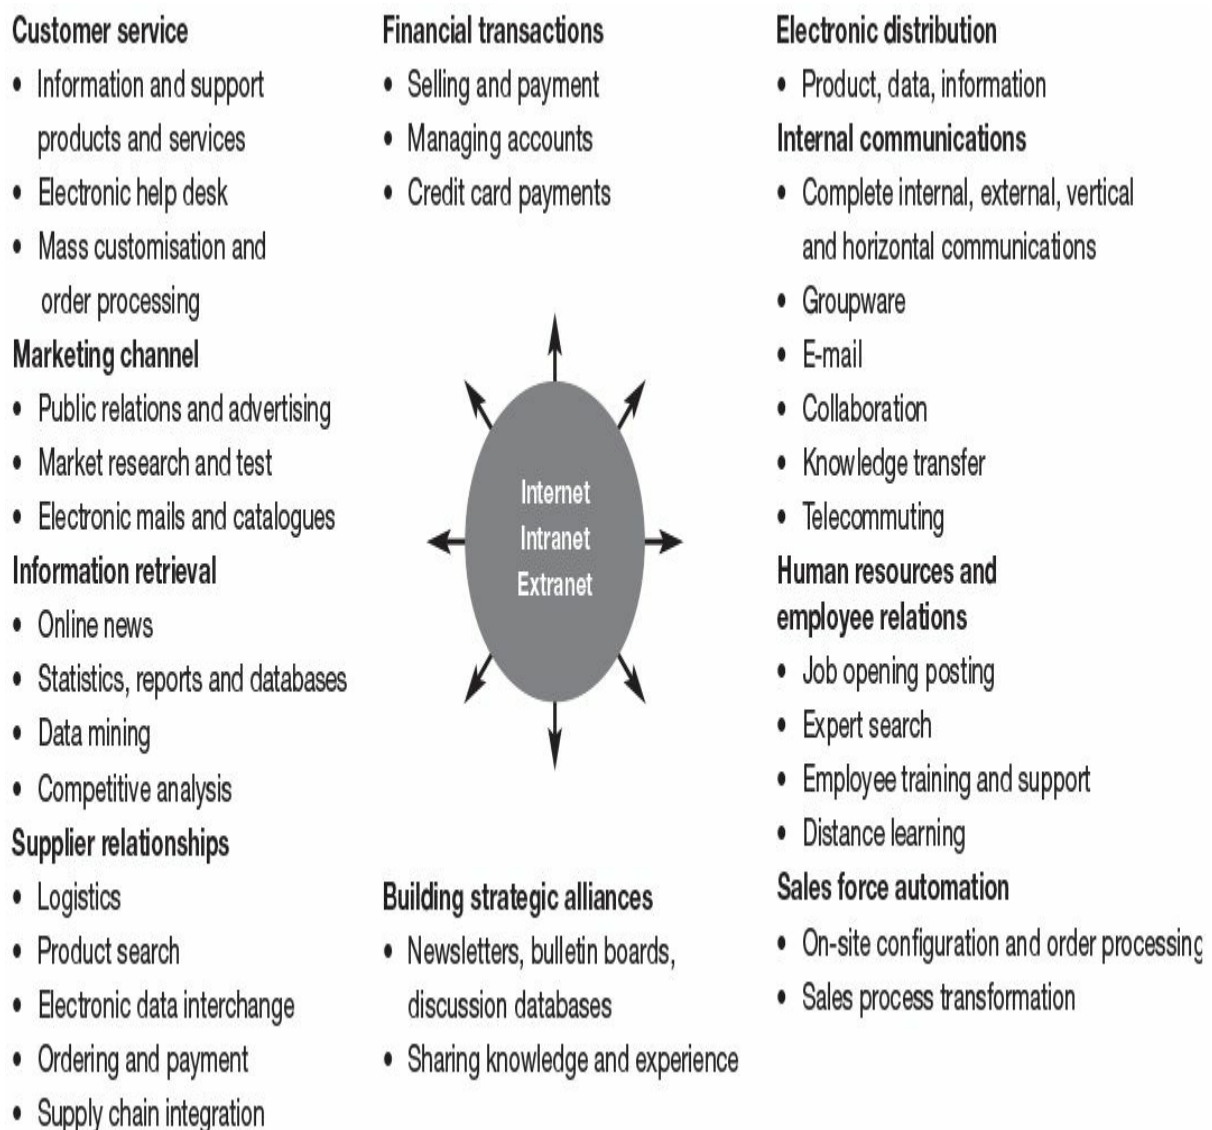 Customer service
• Information and support
products and services
• Electronic help desk
• Mass customisation and
order processing
Marketing channel
• Public relations and advertising
• Market research and test
• Electronic mails and catalogues
Information retrieval
• Online news
• Statistics, reports and databases
• Data mining
• Competitive analysis
Supplier relationships
• Logistics
• Product search
• Electronic data interchange
• Ordering and payment
• Supply chain integration
Financial transactions
• Selling and payment
• Managing accounts
• Credit card payments
Internet
Intranet
Extranet
Building strategic alliances
• Newsletters, bulletin boards,
discussion databases
• Sharing knowledge and experience
Electronic distribution
• Product, data, information
Internal communications
• Complete internal, external, vertical
and horizontal communications
• Groupware
• E-mail
• Collaboration
• Knowledge transfer
• Telecommuting
Human resources and
employee relations
• Job opening posting
• Expert search
• Employee training and support
• Distance learning
Sales force automation
• On-site configuration and order processing
• Sales process transformation